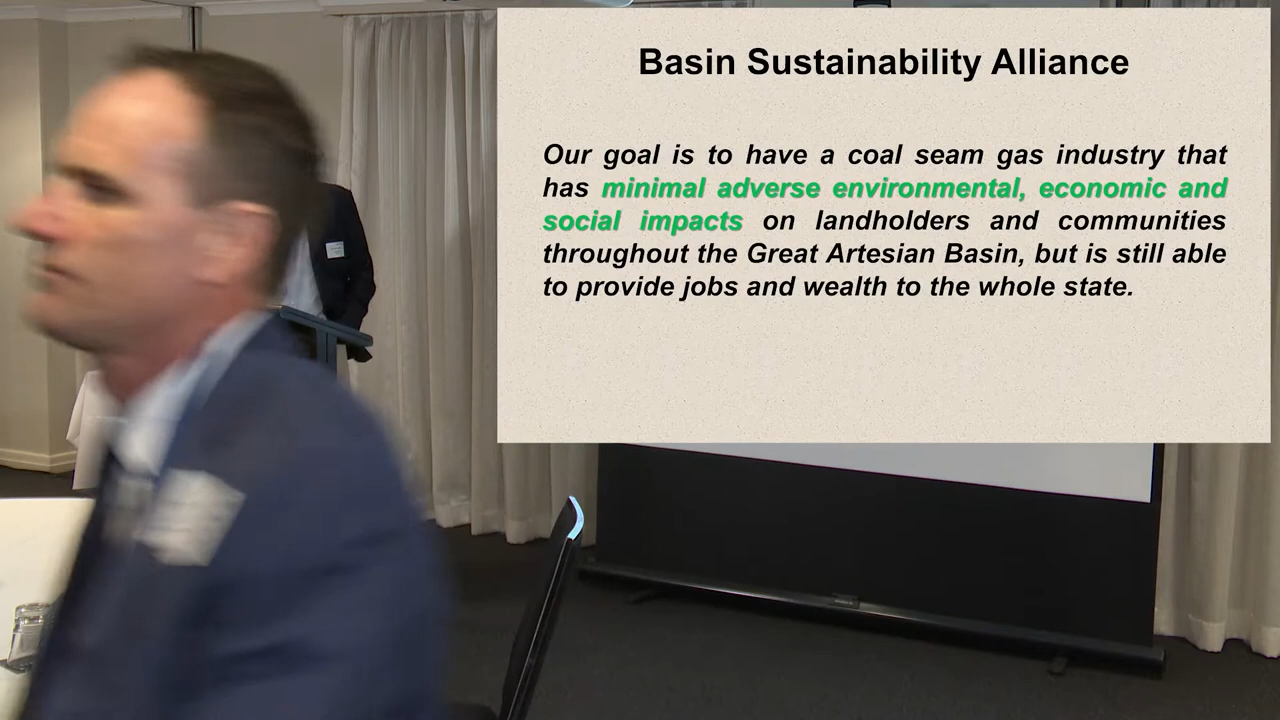 Basin Sustainability Alliance
Our goal is to have a coal seam gas industry that
has minimal adverse environmental, economic and
social impacts on landholders and communities
throughout the Great Artesian Basin, but is still able
to provide jobs and wealth to the whole state.